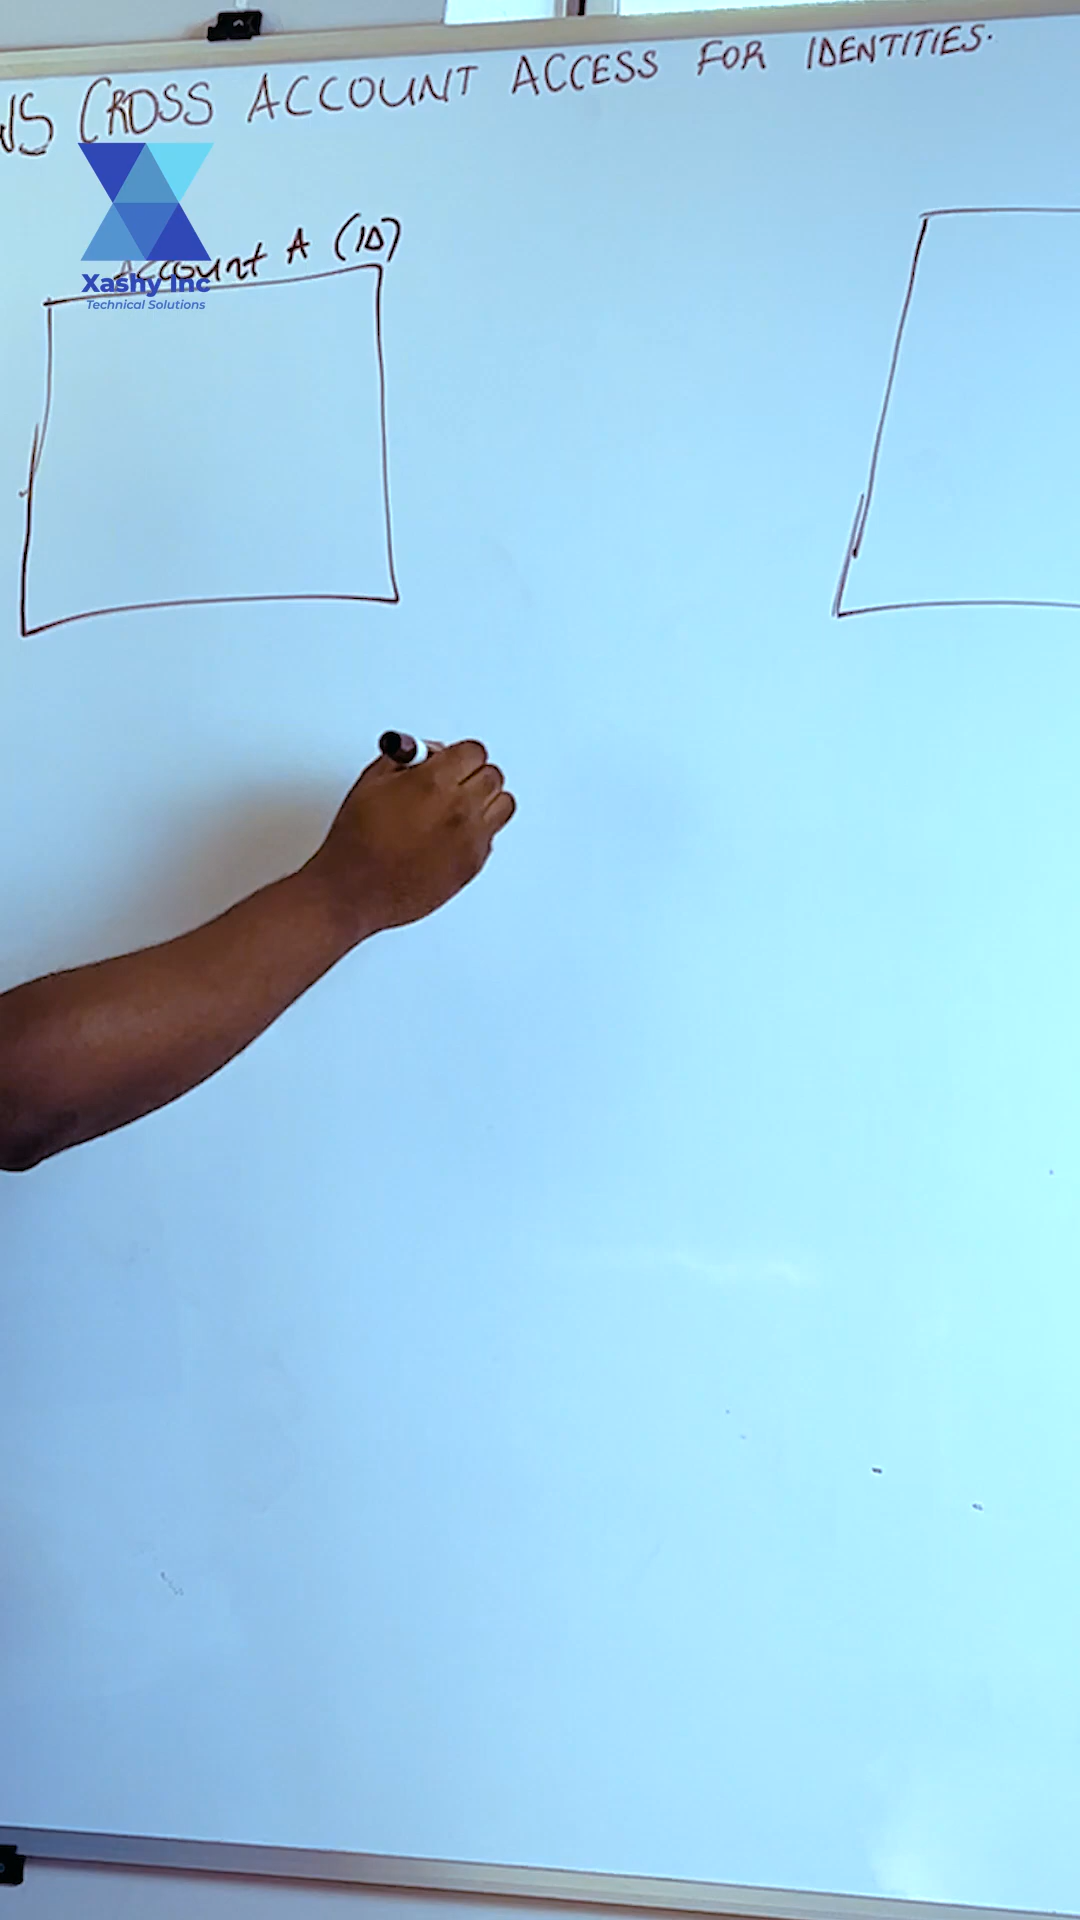 WS CROSS ACCOUNT ACCESS FOR IDENTITIES.
Account A (ID)
Xashy Inc
Technical Solutions